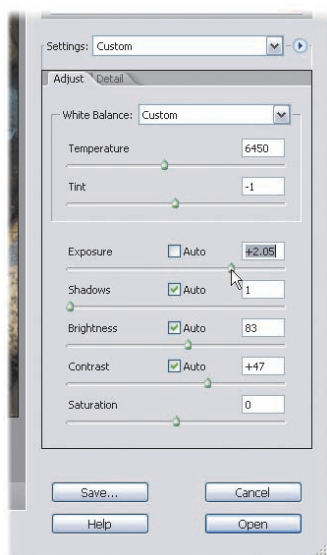 Settings: Custom
Adjust Detail
White Balance: Custom
Temperature 6450
Tint -1
Exposure Auto +2.05
Shadows Auto 1
Brightness Auto 83
Contrast Auto +47
Saturation 0
Save... Cancel
Help Open